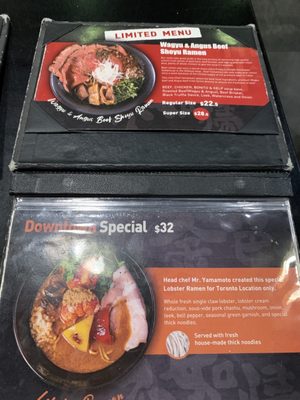 LIMITED MENU
Wagyu & Angus Beef
Shoyu Ramen
BEEF, CHICKEN, BONITO & KELP soup base,
Regular Size $22.5
Super Size $28.5
Wagyu & Angus Beef Shoyu Ramen
Downtown Special $32
Head chef Mr. Yamamoto created this special
Lobster Ramen for Toronto Location only.
Whole fresh single claw lobster, lobster cream
reduction, sous-vide pork chashu, mushroom, onion,
leek, bell pepper, seasonal green garnish, and special
thick noodles.
Served with fresh
house-made thick noodles
Lobster Ramen